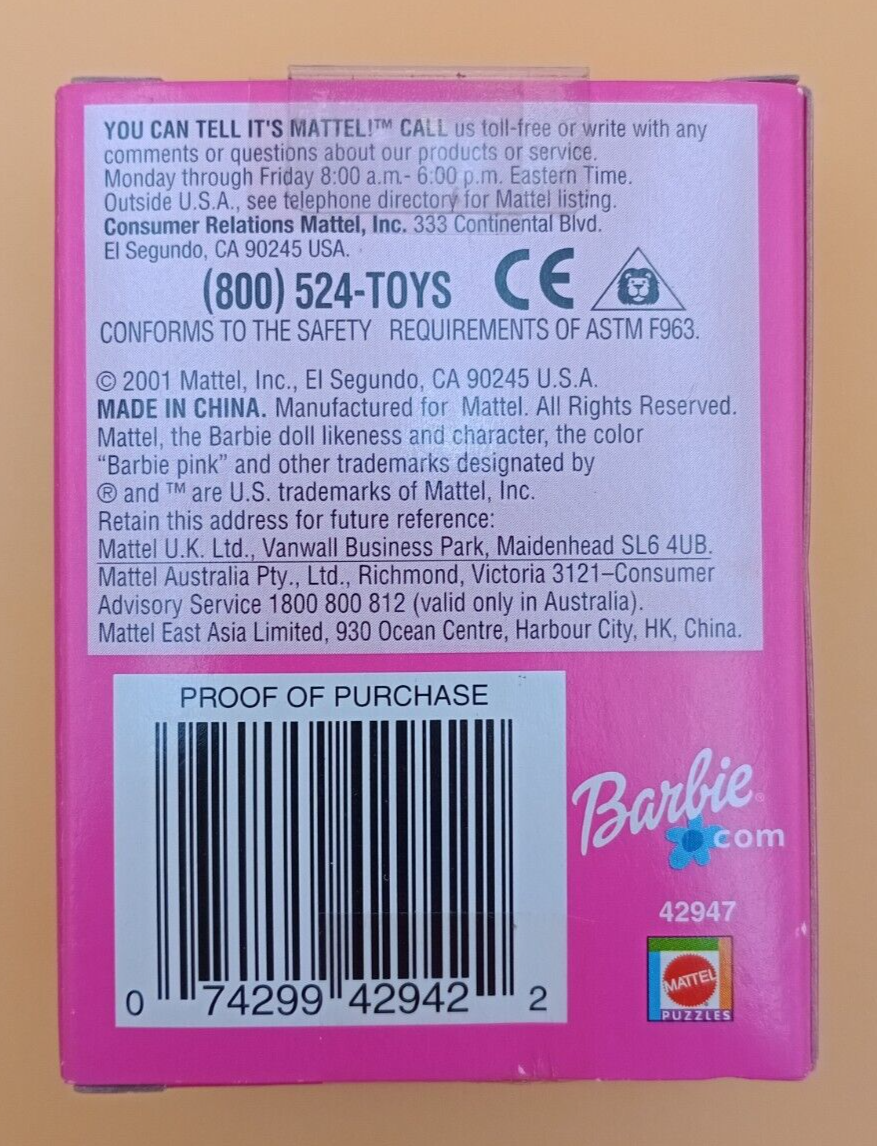 YOU CAN TELL IT'S MATTEL!™ CALL us toll-free or write with any
comments or questions about our products or service.
Monday through Friday 8:00 a.m.- 6:00 p.m. Eastern Time.
Outside U.S.A., see telephone directory for Mattel listing.
Consumer Relations Mattel, Inc. 333 Continental Blvd.
El Segundo, CA 90245 USA.
(800) 524-TOYS CE
CONFORMS TO THE SAFETY REQUIREMENTS OF ASTM F963.
© 2001 Mattel, Inc., El Segundo, CA 90245 U.S.A.
MADE IN CHINA. Manufactured for Mattel. All Rights Reserved.
Mattel, the Barbie doll likeness and character, the color
“Barbie pink” and other trademarks designated by
® and ™ are U.S. trademarks of Mattel, Inc.
Retain this address for future reference:
Mattel U.K. Ltd., Vanwall Business Park, Maidenhead SL6 4UB.
Mattel Australia Pty., Ltd., Richmond, Victoria 3121–Consumer
Advisory Service 1800 800 812 (valid only in Australia).
Mattel East Asia Limited, 930 Ocean Centre, Harbour City, HK, China.
PROOF OF PURCHASE
0 74299 42942 2
Barbie®
com
42947
MATTEL
PUZZLES